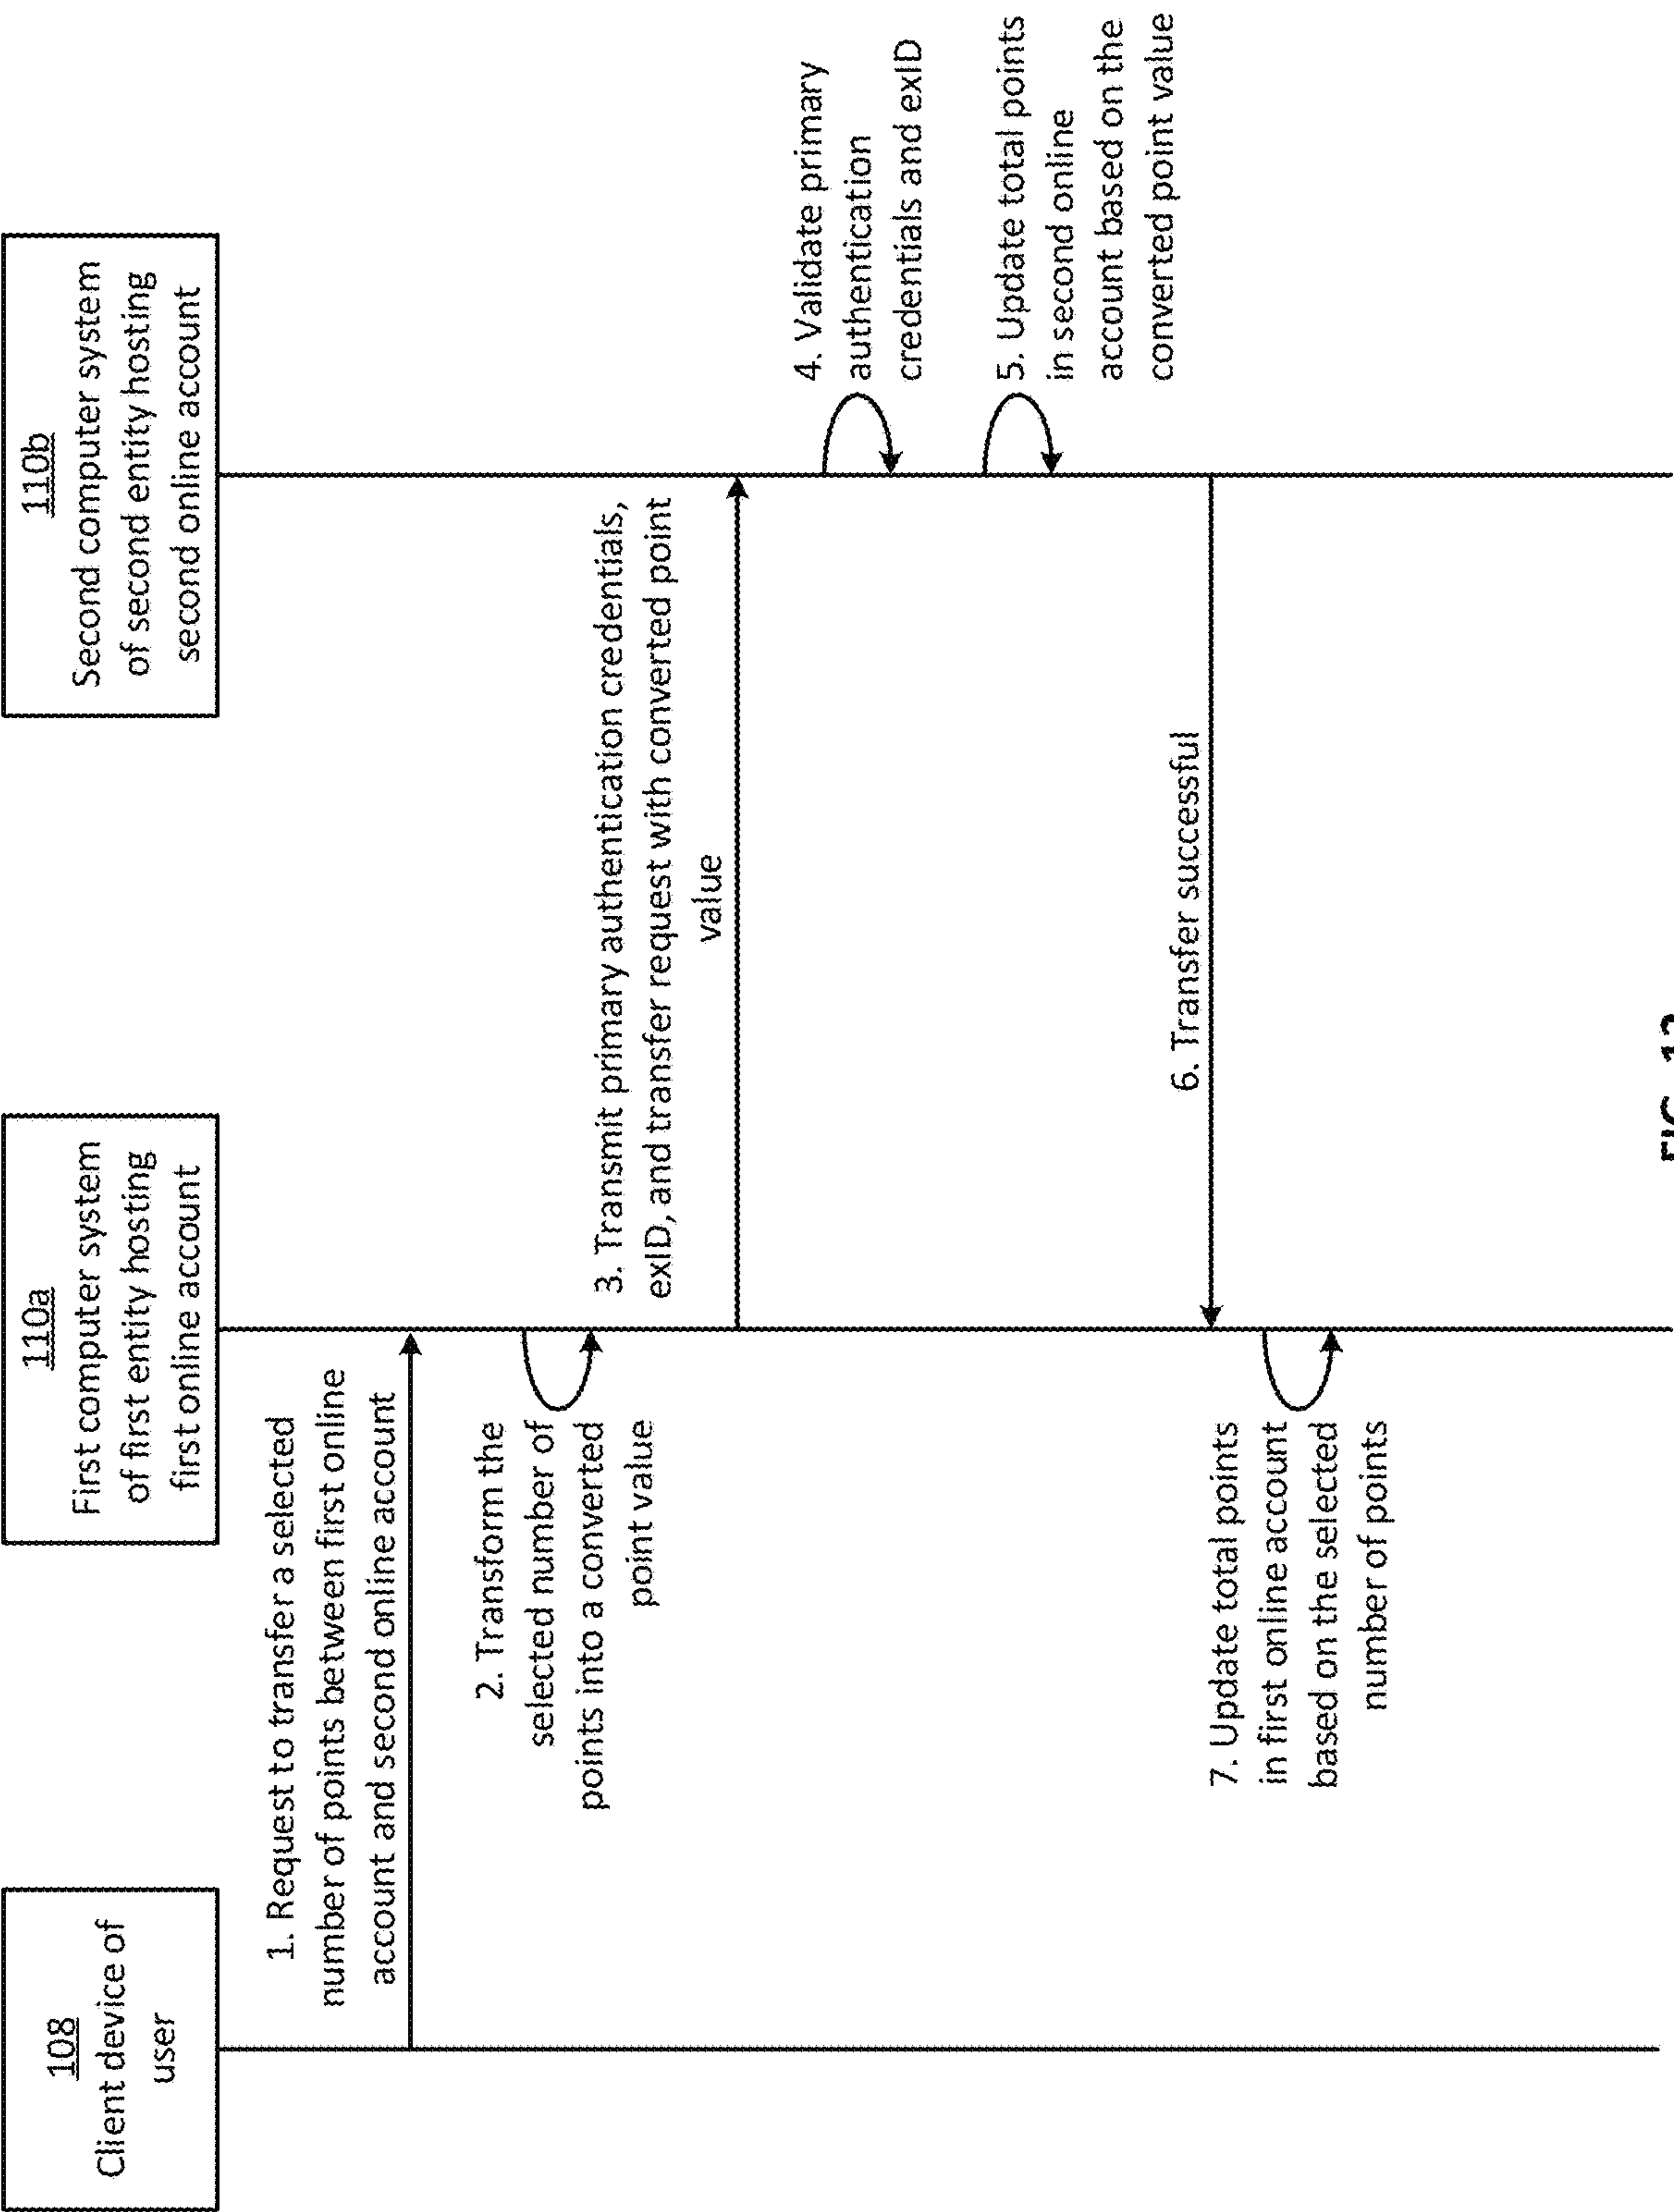 108
Client device of
user
110a
First computer system
of first entity hosting
first online account
110b
Second computer system
of second entity hosting
second online account
1. Request to transfer a selected
number of points between first online
account and second online account
2. Transform the
selected number of
points into a converted
point value
3. Transmit primary authentication credentials,
exID, and transfer request with converted point
value
4. Validate primary
authentication
credentials and exID
5. Update total points
in second online
account based on the
converted point value
6. Transfer successful
7. Update total points
in first online account
based on the selected
number of points